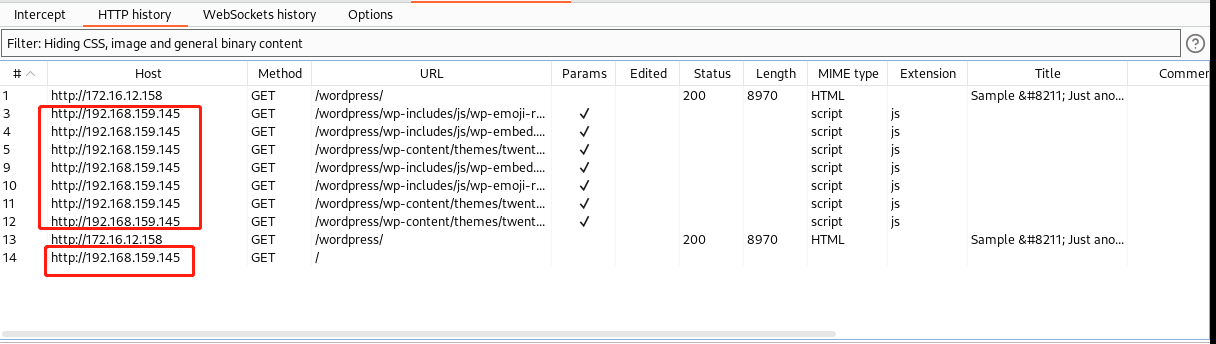 Intercept HTTP history WebSockets history Options
Filter: Hiding CSS, image and general binary content ?
# Host Method URL Params Edited Status Length MIME type Extension Title Commer
1 http://172.16.12.158 GET /wordpress/ 200 8970 HTML Sample &#8211; Just ano...
3 http://192.168.159.145 GET /wordpress/wp-includes/js/wp-emoji-r... ✓ script js
4 http://192.168.159.145 GET /wordpress/wp-includes/js/wp-embed.... ✓ script js
5 http://192.168.159.145 GET /wordpress/wp-content/themes/twent... ✓ script js
9 http://192.168.159.145 GET /wordpress/wp-includes/js/wp-embed.... ✓ script js
10 http://192.168.159.145 GET /wordpress/wp-includes/js/wp-emoji-r... ✓ script js
11 http://192.168.159.145 GET /wordpress/wp-content/themes/twent... ✓ script js
12 http://192.168.159.145 GET /wordpress/wp-content/themes/twent... ✓ script js
13 http://172.16.12.158 GET /wordpress/ 200 8970 HTML Sample &#8211; Just ano...
14 http://192.168.159.145 GET /